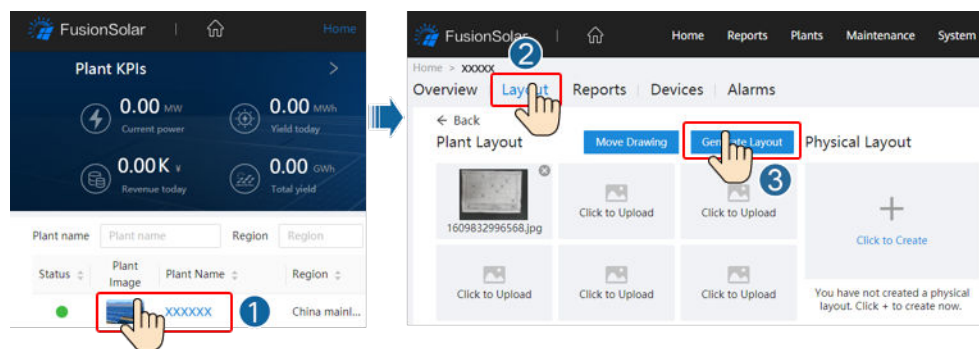 FusionSolar
Home
Plant KPIs
>
0.00 MW
Current power
0.00 MWh
Yield today
0.00K ¥
Revenue today
0.00 GWh
Total yield
Plant name
Plant name
Region
Region
Status
Plant Image
Plant Name
Region
XXXXXX
1
China mainl...
FusionSolar
Home
Reports
Plants
Maintenance
System
Home > XXXXX
2
Overview
Layout
Reports
Devices
Alarms
← Back
Plant Layout
Move Drawing
Generate Layout
Physical Layout
3
1609832996568.jpg
Click to Upload
Click to Upload
Click to Create
Click to Upload
Click to Upload
Click to Upload
You have not created a physical
layout. Click + to create now.